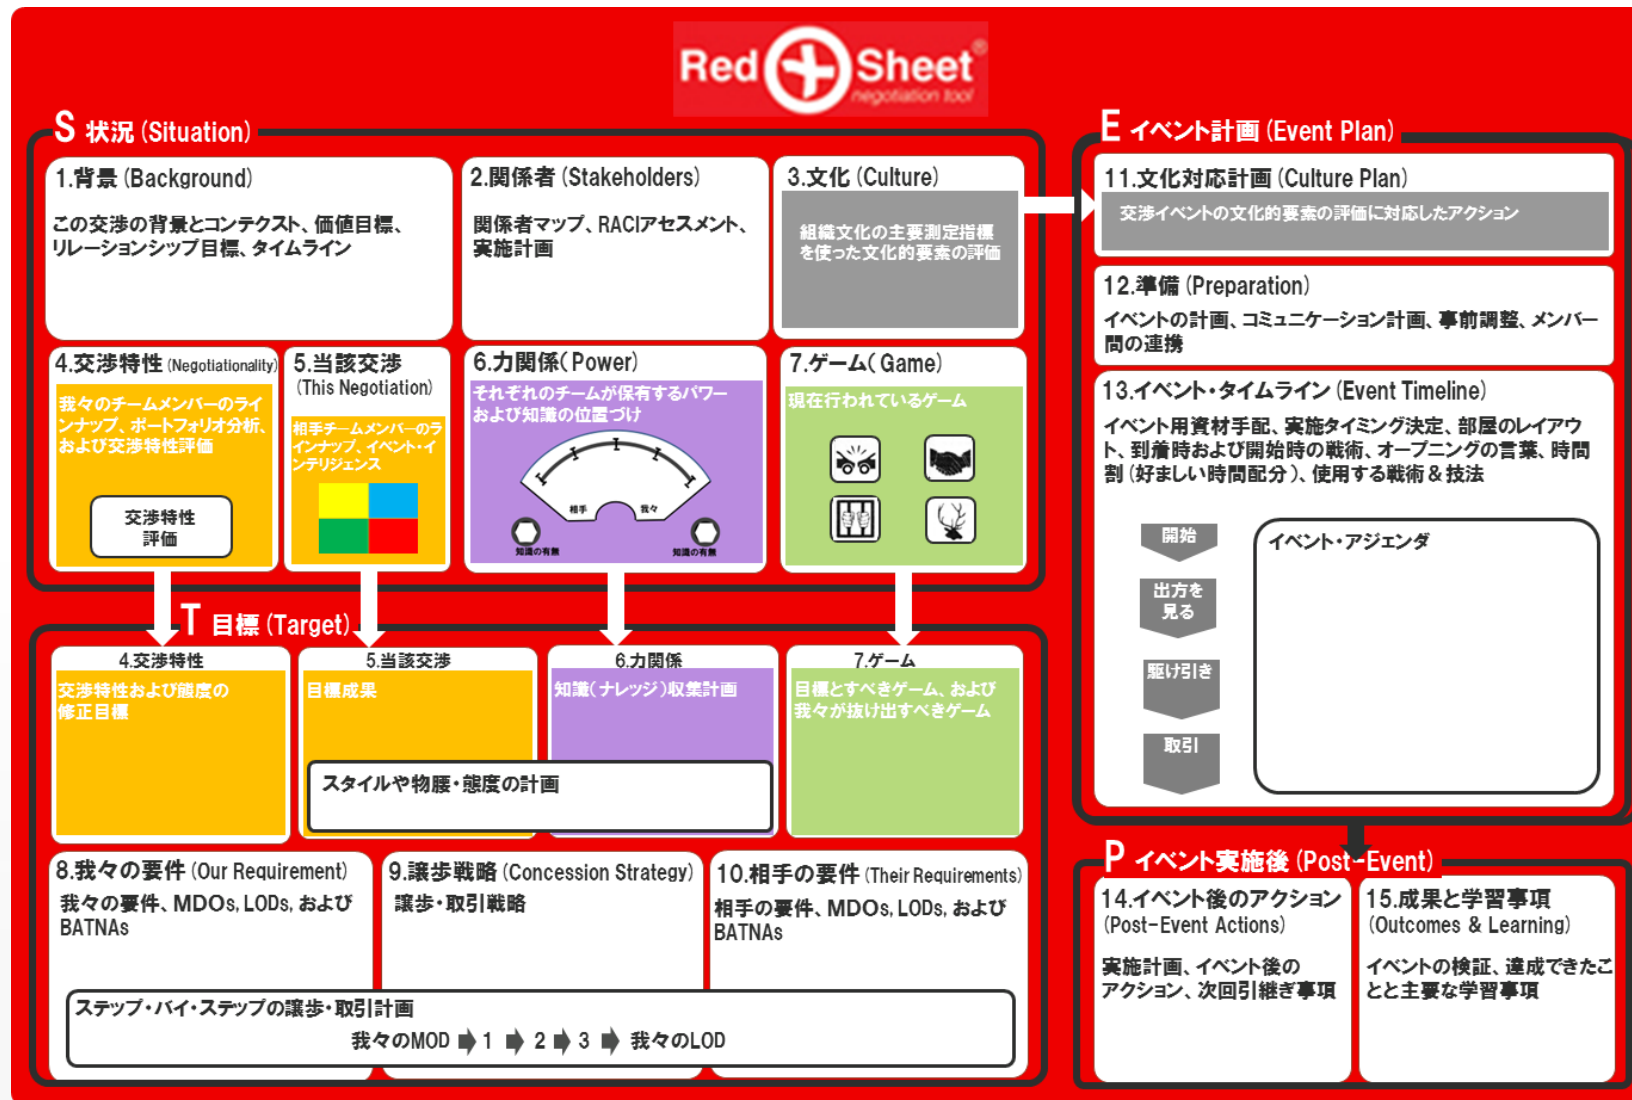 Red Sheet®
negotiation tool
S 状況 (Situation)
1.背景 (Background)
この交渉の背景とコンテクスト、価値目標、
リレーションシップ目標、タイムライン
2.関係者 (Stakeholders)
関係者マップ、RACIアセスメント、
実施計画
3.文化 (Culture)
組織文化の主要測定指標
を使った文化的要素の評価
4.交渉特性 (Negotiationality)
我々のチームメンバーのライ
ンナップ、ポートフォリオ分析、
および交渉特性評価
交渉特性
評価
5.当該交渉
(This Negotiation)
相手チームメンバーのラ
インナップ、イベント・イ
ンテリジェンス
6.力関係( Power)
それぞれのチームが保有するパワー
および知識の位置づけ
相手
我々
知識の有無
知識の有無
7.ゲーム( Game)
現在行われているゲーム
T 目標 (Target)
4.交渉特性
交渉特性および態度の
修正目標
5.当該交渉
目標成果
6.力関係
知識(ナレッジ)収集計画
スタイルや物腰・態度の計画
7.ゲーム
目標とすべきゲーム、および
我々が抜け出すべきゲーム
8.我々の要件 (Our Requirement)
我々の要件、MDOs, LODs, および
BATNAs
9.譲歩戦略 (Concession Strategy)
譲歩・取引戦略
10.相手の要件 (Their Requirements)
相手の要件、MDOs, LODs, および
BATNAs
ステップ・バイ・ステップの譲歩・取引計画
我々のMOD 1 2 3 我々のLOD
E イベント計画 (Event Plan)
11.文化対応計画 (Culture Plan)
交渉イベントの文化的要素の評価に対応したアクション
12.準備 (Preparation)
イベントの計画、コミュニケーション計画、事前調整、メンバー
間の連携
13.イベント・タイムライン (Event Timeline)
イベント用資材手配、実施タイミング決定、部屋のレイアウ
ト、到着時および開始時の戦術、オープニングの言葉、時間
割 (好ましい時間配分)、使用する戦術&技法
開始
出方を
見る
駆け引き
取引
イベント・アジェンダ
P イベント実施後 (Post-Event)
14.イベント後のアクション
(Post-Event Actions)
実施計画、イベント後の
アクション、次回引継ぎ事項
15.成果と学習事項
(Outcomes & Learning)
イベントの検証、達成できたこ
とと主要な学習事項